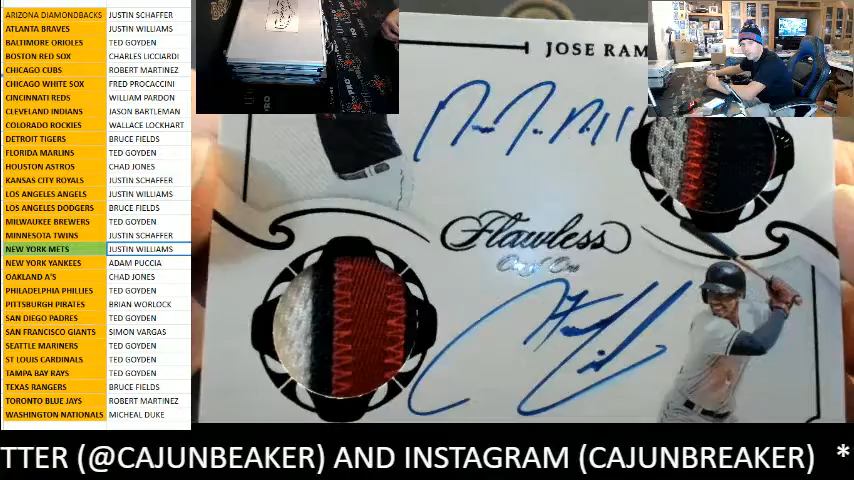 ARIZONA DIAMONDBACKS JUSTIN SCHAFFER
ATLANTA BRAVES JUSTIN WILLIAMS
BALTIMORE ORIOLES TED GOYDEN
BOSTON RED SOX CHARLES LICCIARDI
CHICAGO CUBS ROBERT MARTINEZ
CHICAGO WHITE SOX FRED PROCACCINI
CINCINNATI REDS WILLIAM PARDON
CLEVELAND INDIANS JASON BARTLEMAN
COLORADO ROCKIES WALLACE LOCKHART
DETROIT TIGERS BRUCE FIELDS
FLORIDA MARLINS TED GOYDEN
HOUSTON ASTROS CHAD JONES
KANSAS CITY ROYALS JUSTIN SCHAFFER
LOS ANGELES ANGELS JUSTIN WILLIAMS
LOS ANGELES DODGERS BRUCE FIELDS
MILWAUKEE BREWERS TED GOYDEN
MINNESOTA TWINS JUSTIN SCHAFFER
NEW YORK METS JUSTIN WILLIAMS
NEW YORK YANKEES ADAM PUCCIA
OAKLAND A'S CHAD JONES
PHILADELPHIA PHILLIES TED GOYDEN
PITTSBURGH PIRATES BRIAN WORLOCK
SAN DIEGO PADRES TED GOYDEN
SAN FRANCISCO GIANTS SIMON VARGAS
SEATTLE MARINERS TED GOYDEN
ST LOUIS CARDINALS TED GOYDEN
TAMPA BAY RAYS TED GOYDEN
TEXAS RANGERS BRUCE FIELDS
TORONTO BLUE JAYS ROBERT MARTINEZ
WASHINGTON NATIONALS MICHEAL DUKE
JOSE RAM
Flawless
One of One
TTER (@CAJUNBEAKER) AND INSTAGRAM (CAJUNBREAKER) *